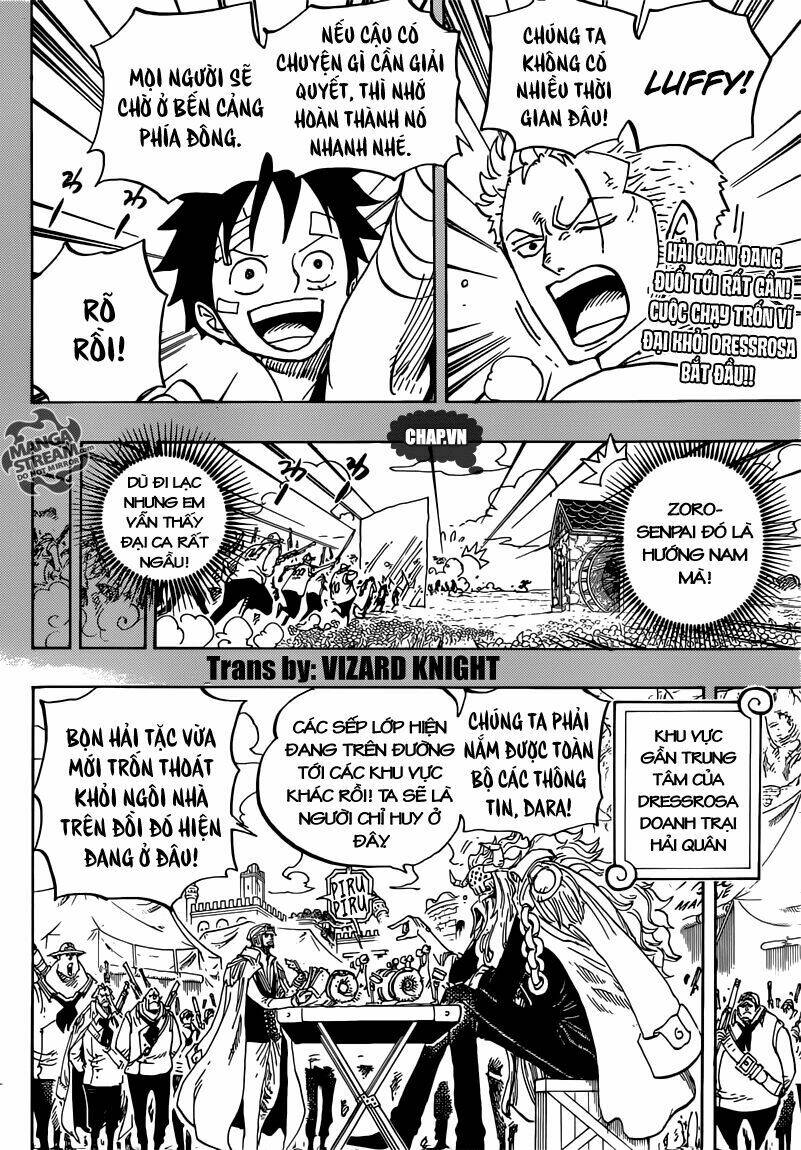 LUFFY!
CHÚNG TA
KHÔNG CÓ
NHIỀU THỜI
GIAN ĐÂU!
NẾU CẬU CÓ
CHUYỆN GÌ CẦN GIẢI
QUYẾT, THÌ NHỚ
HOÀN THÀNH NÓ
NHANH NHÉ.
MỌI NGƯỜI SẼ
CHỜ Ở BẾN CẢNG
PHÍA ĐÔNG.
HẢI QUÂN ĐANG
ĐUỔI TỚI RẤT GẦN!
CUỘC CHẠY TRỐN VĨ
ĐẠI KHỎI DRESSROSA
BẮT ĐẦU!!
RÕ
RỒI!
MANGA
STREAM.COM
DO NOT MIRROR
CHAP.VN
ZORO-
SENPAI ĐÓ LÀ
HƯỚNG NAM
MÀ!
DÙ ĐI LẠC
NHƯNG EM
VẪN THẤY
ĐẠI CA RẤT
NGẦU!
Trans by: VIZARD KNIGHT
KHU VỰC
GẦN TRUNG
TÂM CỦA
DRESSROSA
DOANH TRẠI
HẢI QUÂN
CHÚNG TA PHẢI
NẮM ĐƯỢC TOÀN
BỘ CÁC THÔNG
TIN, DARA!
CÁC SẾP LỚP HIỆN
ĐANG TRÊN ĐƯỜNG
TỚI CÁC KHU VỰC
KHÁC RỒI! TA SẼ LÀ
NGƯỜI CHỈ HUY Ở
ĐÂY.
BỌN HẢI TẶC VỪA
MỚI TRỐN THOÁT
KHỎI NGÔI NHÀ
TRÊN ĐỒI ĐÓ HIỆN
ĐANG Ở ĐÂU!
PIRU
PIRU